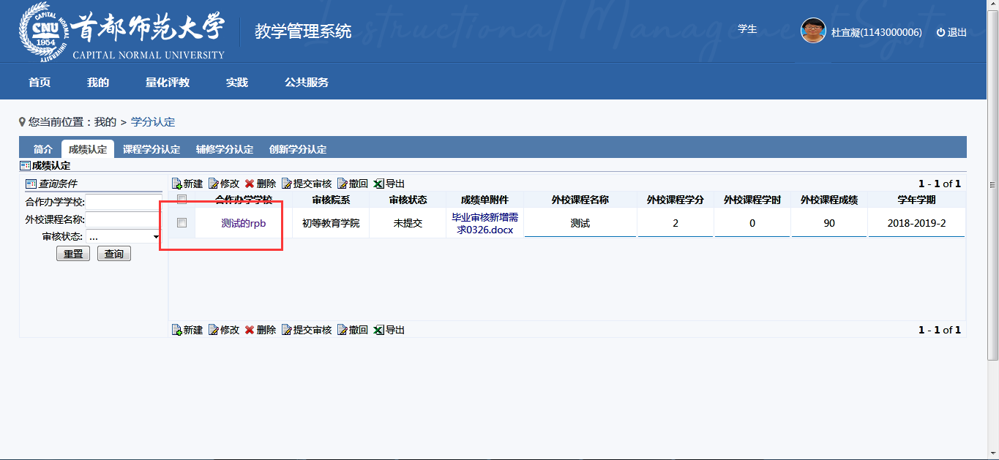 CAPITAL NORMAL UNIVERSITY
CNU
1954
首都师范大学
CAPITAL NORMAL UNIVERSITY
教学管理系统
学生
杜宜凝(1143000006)
退出
首页 我的 量化评教 实践 公共服务
您当前位置：我的 > 学分认定
简介 成绩认定 课程学分认定 辅修学分认定 创新学分认定
成绩认定
查询条件
合作办学学校:
外校课程名称:
审核状态: ...
重置 查询
新建 修改 删除 提交审核 撤回 导出 1 - 1 of 1
合作办学学校 审核院系 审核状态 成绩单附件 外校课程名称 外校课程学分 外校课程学时 外校课程成绩 学年学期
测试的rpb 初等教育学院 未提交 毕业审核新增需 测试 2 0 90 2018-2019-2
求0326.docx
新建 修改 删除 提交审核 撤回 导出 1 - 1 of 1